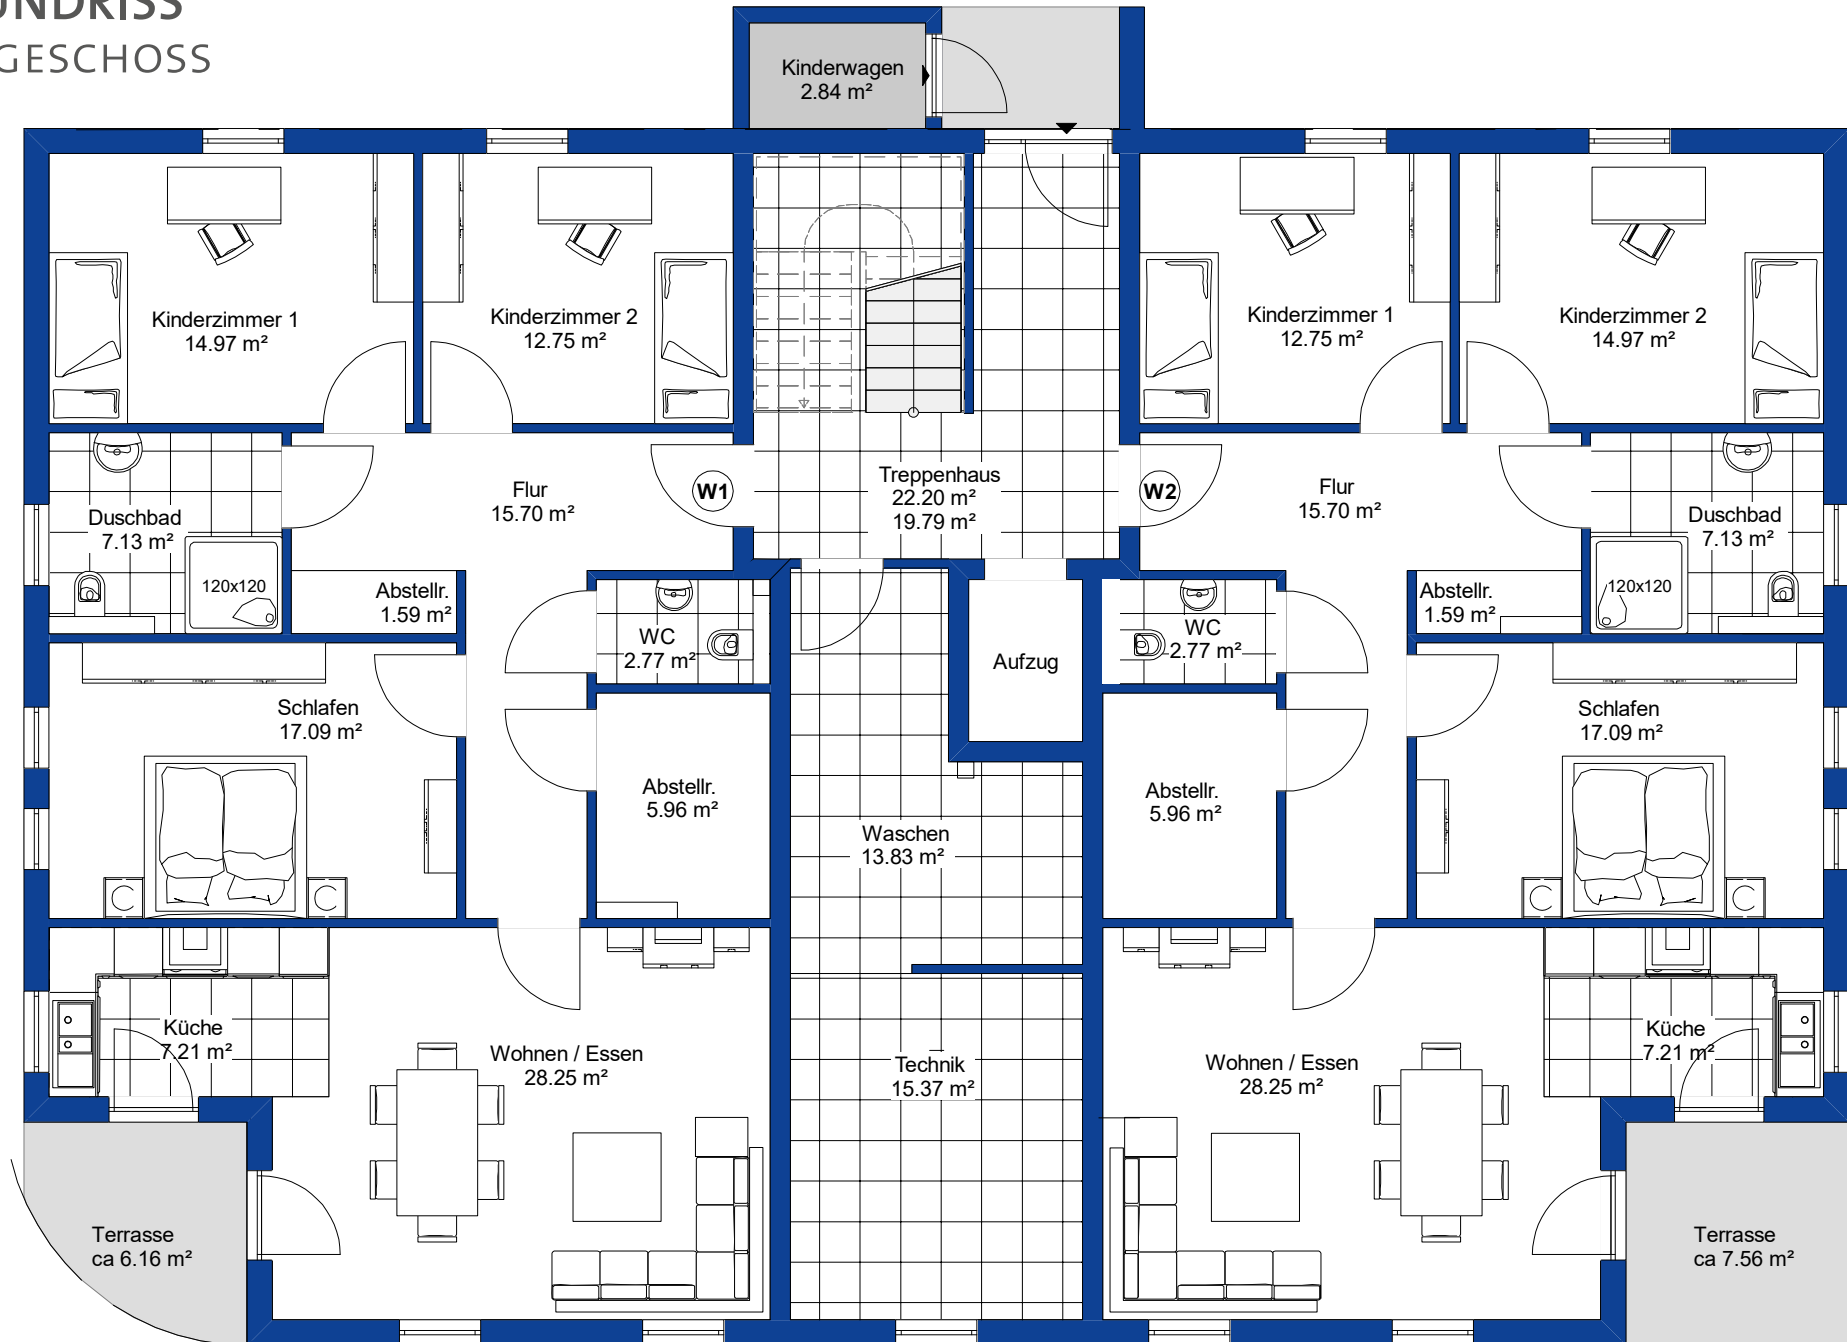 GESCHOSS
Kinderwagen
2.84 m²
Kinderzimmer 1
14.97 m²
Kinderzimmer 2
12.75 m²
Kinderzimmer 1
12.75 m²
Kinderzimmer 2
14.97 m²
Duschbad
7.13 m²
120x120
Flur
15.70 m²
W1
Treppenhaus
22.20 m²
19.79 m²
W2
Flur
15.70 m²
Duschbad
7.13 m²
120x120
Abstellr.
1.59 m²
WC
2.77 m²
Aufzug
WC
2.77 m²
Abstellr.
1.59 m²
Schlafen
17.09 m²
Abstellr.
5.96 m²
Waschen
13.83 m²
Abstellr.
5.96 m²
Schlafen
17.09 m²
Küche
7.21 m²
Wohnen / Essen
28.25 m²
Technik
15.37 m²
Wohnen / Essen
28.25 m²
Küche
7.21 m²
Terrasse
ca 6.16 m²
Terrasse
ca 7.56 m²